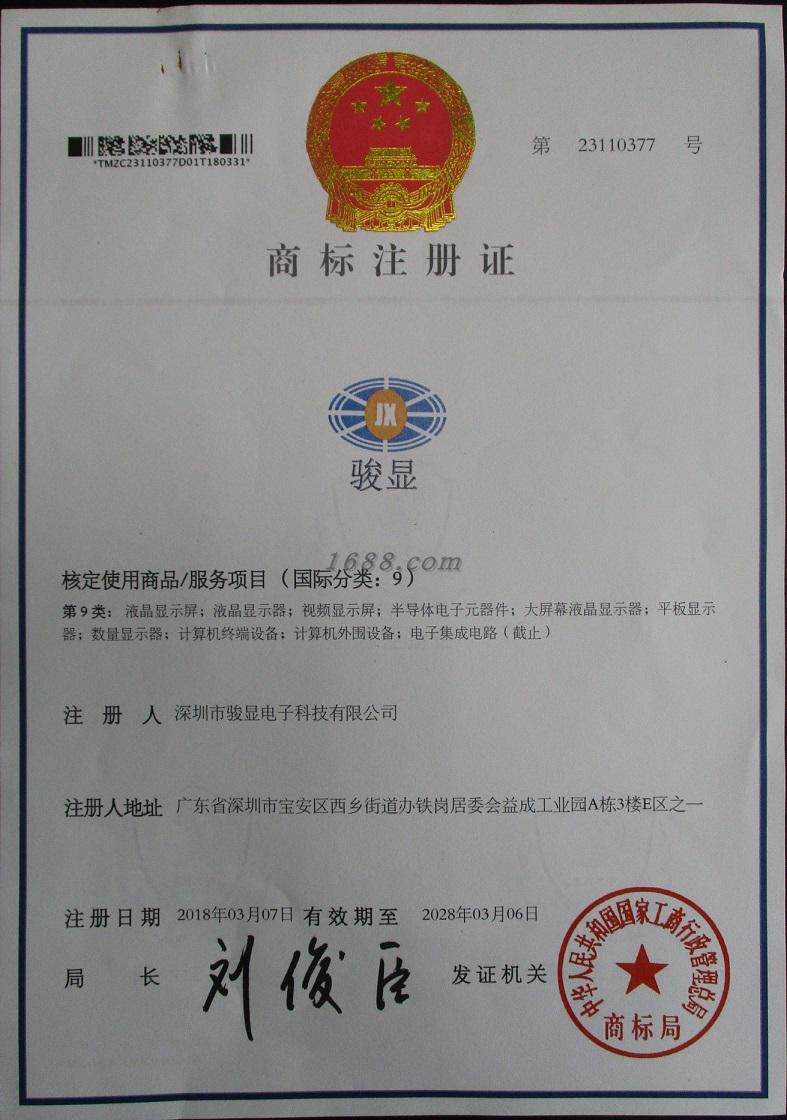 *TMZC23110377D01T180331*
第 23110377 号
商标注册证
JX
骏显
1688.com
核定使用商品/服务项目（国际分类：9）
第9类：液晶显示屏；液晶显示器；视频显示屏；半导体电子元器件；大屏幕液晶显示器；平板显示
器；数量显示器；计算机终端设备；计算机外围设备；电子集成电路（截止）
注册人 深圳市骏显电子科技有限公司
注册人地址 广东省深圳市宝安区西乡街道办铁岗居委会益成工业园A栋3楼E区之一
注册日期 2018年03月07日 有效期至 2028年03月06日
局长 刘俊臣 发证机关
中华人民共和国国家工商行政管理总局
商标局